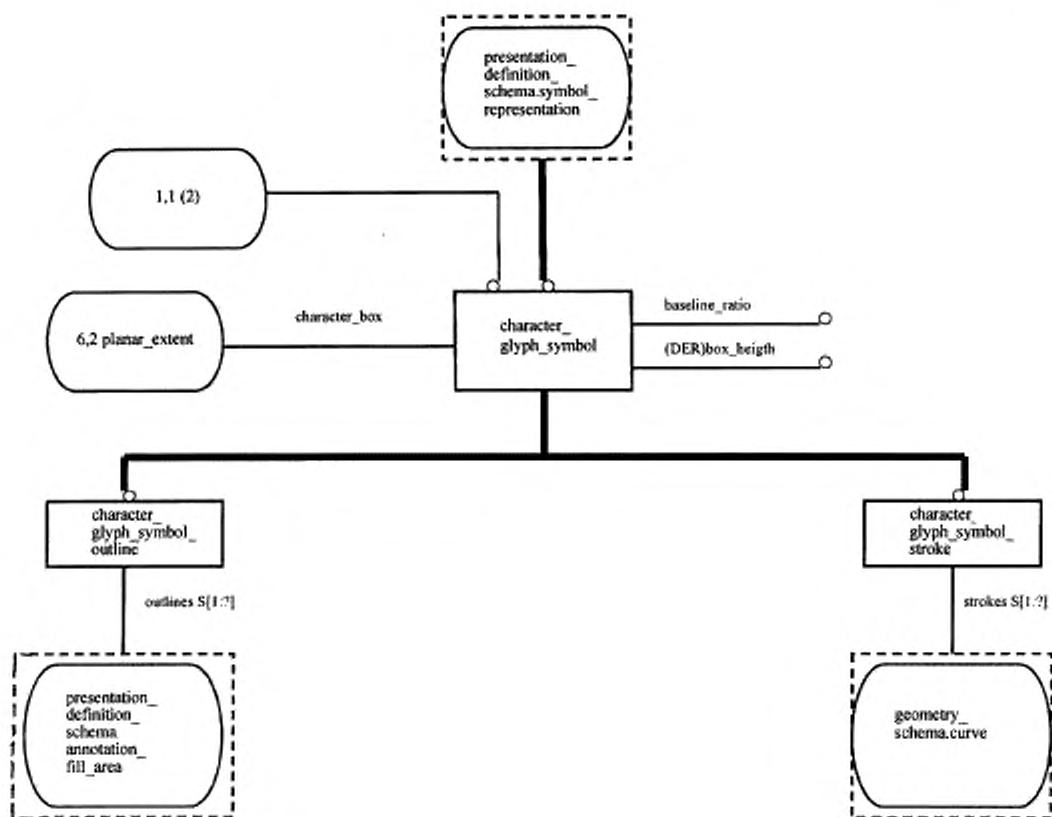 presentation_
definition_
schema.symbol_
representation
1,1 (2)
6,2 planar_extent
character_box
character_
glyph_symbol
baseline_ratio
(DER)box_heigth
character_
glyph_symbol_
outline
character_
glyph_symbol_
stroke
outlines S[1:?]
strokes S[1:?]
presentation_
definition_
schema
annotation_
fill_area
geometry_
schema.curve